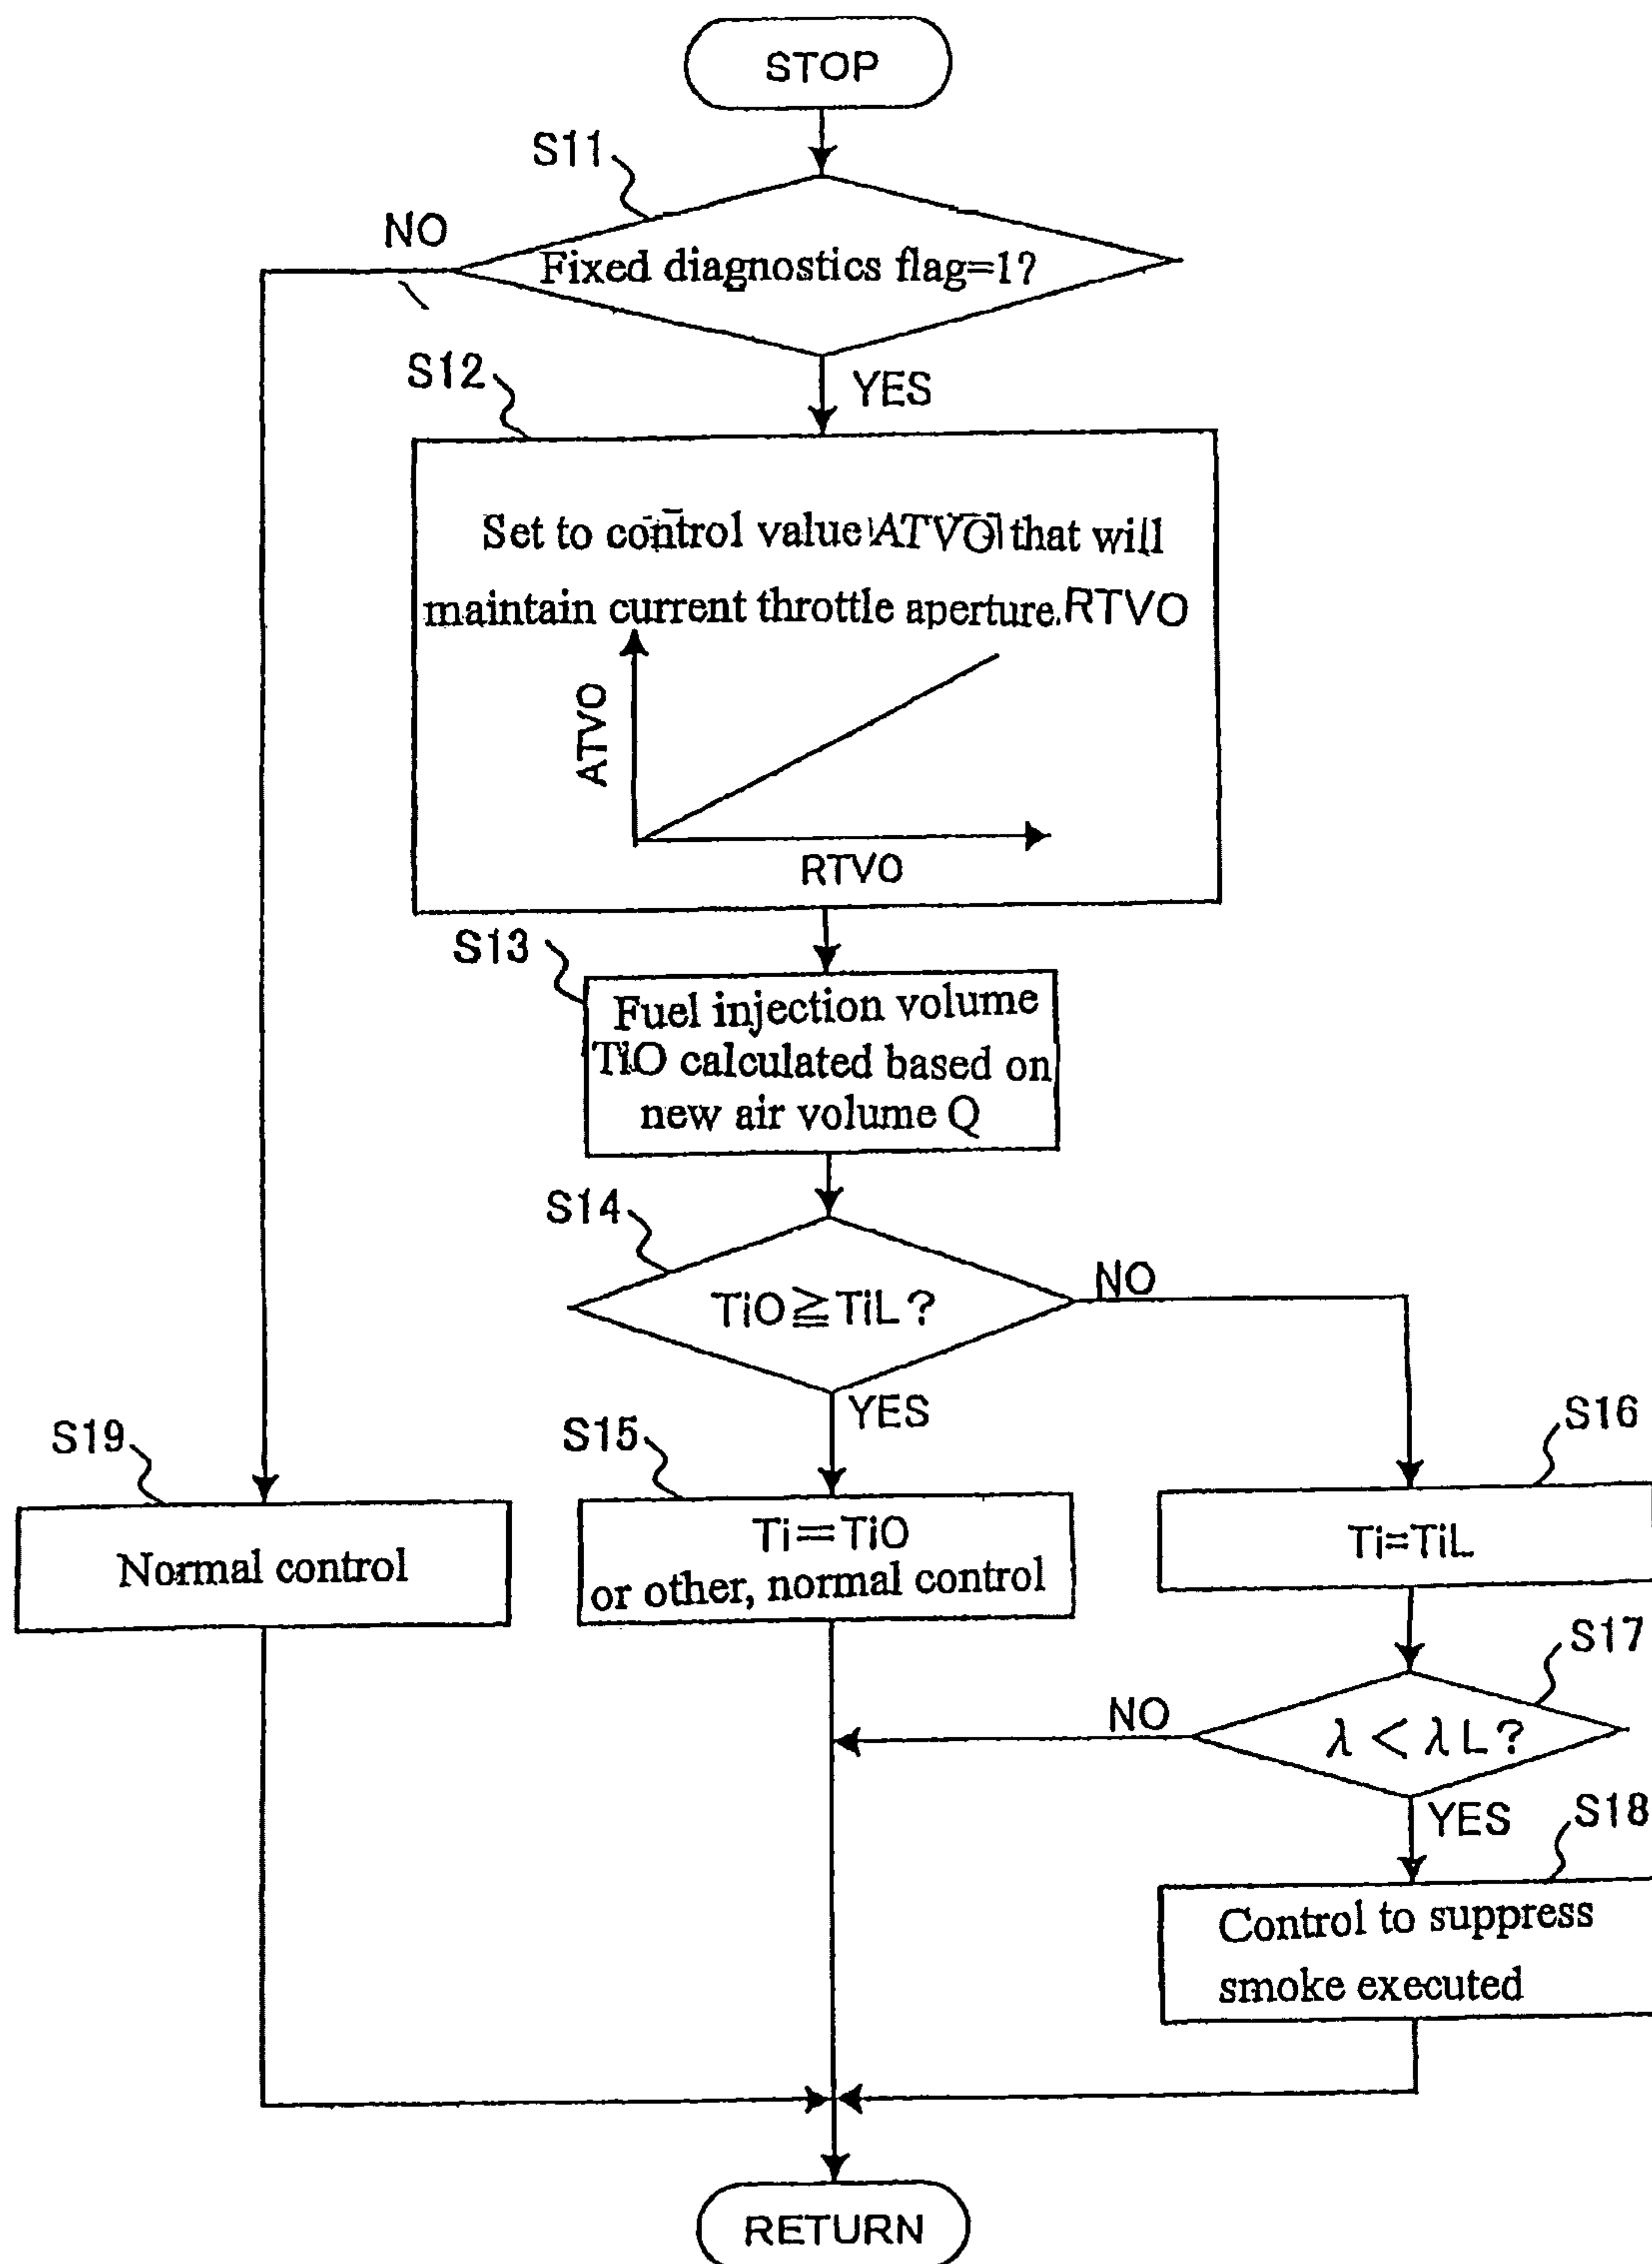 STOP
S11
NO
Fixed diagnostics flag=1?
S12
YES
Set to control value ATVO that will
maintain current throttle aperture.RTVO
ATVO
RTVO
S13
Fuel injection volume
TiO calculated based on
new air volume Q
S14
TiO≧TiL?
NO
YES
S19
S15
S16
Normal control
Ti=TiO
or other, normal control
Ti=TiL
S17
NO
λ < λL?
YES
S18
Control to suppress
smoke executed
RETURN